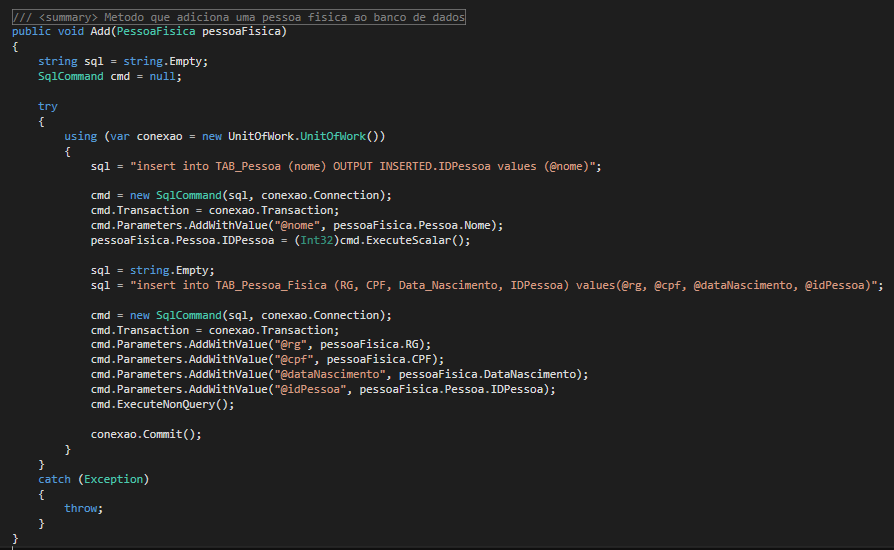 /// <summary> Metodo que adiciona uma pessoa fisica ao banco de dados
public void Add(PessoaFisica pessoaFisica)
{
    string sql = string.Empty;
    SqlCommand cmd = null;

    try
    {
        using (var conexao = new UnitOfWork.UnitOfWork())
        {
            sql = "insert into TAB_Pessoa (nome) OUTPUT INSERTED.IDPessoa values (@nome)";

            cmd = new SqlCommand(sql, conexao.Connection);
            cmd.Transaction = conexao.Transaction;
            cmd.Parameters.AddWithValue("@nome", pessoaFisica.Pessoa.Nome);
            pessoaFisica.Pessoa.IDPessoa = (Int32)cmd.ExecuteScalar();

            sql = string.Empty;
            sql = "insert into TAB_Pessoa_Fisica (RG, CPF, Data_Nascimento, IDPessoa) values(@rg, @cpf, @dataNascimento, @idPessoa)";

            cmd = new SqlCommand(sql, conexao.Connection);
            cmd.Transaction = conexao.Transaction;
            cmd.Parameters.AddWithValue("@rg", pessoaFisica.RG);
            cmd.Parameters.AddWithValue("@cpf", pessoaFisica.CPF);
            cmd.Parameters.AddWithValue("@dataNascimento", pessoaFisica.DataNascimento);
            cmd.Parameters.AddWithValue("@idPessoa", pessoaFisica.Pessoa.IDPessoa);
            cmd.ExecuteNonQuery();

            conexao.Commit();
        }
    }
    catch (Exception)
    {
        throw;
    }
}